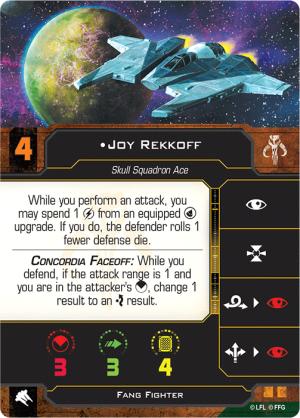 •Joy Rekkoff
4
Skull Squadron Ace
While you perform an attack, you
may spend 1 from an equipped
upgrade. If you do, the defender rolls 1
fewer defense die.
Concordia Faceoff: While you
defend, if the attack range is 1 and
you are in the attacker's , change 1
result to an result.
3 3 4
Fang Fighter
© LFL © FFG